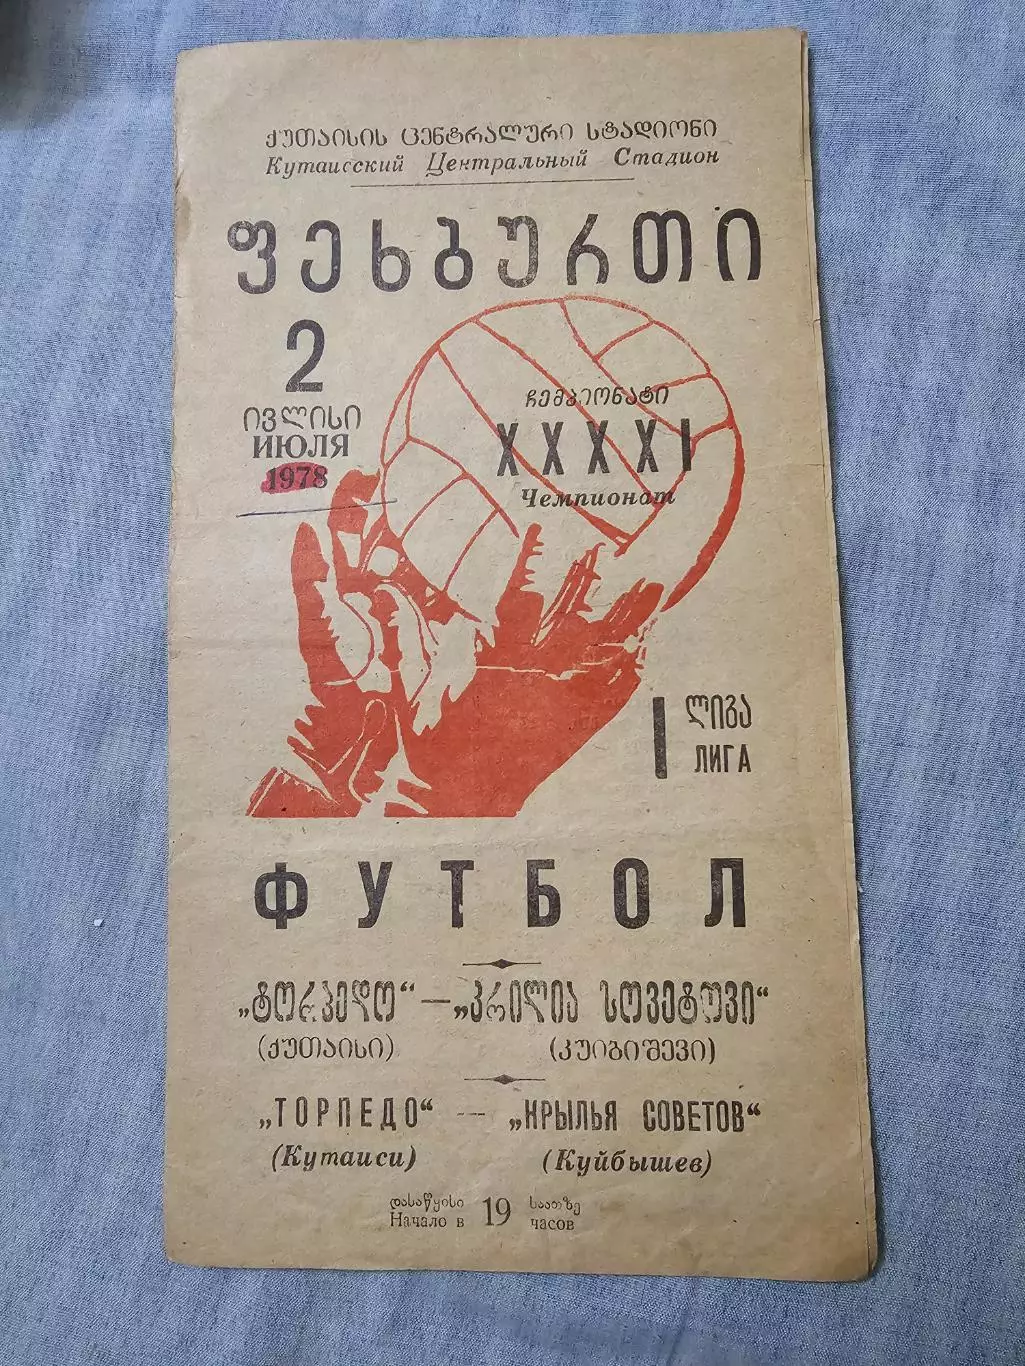 ქუთაისის ცენტრალური სტადიონი
Кутаисский Центральный Стадион
ფეხბურთი
2
ივლისი
ИЮЛЯ
1978
ჩემპიონატი
XXXXI
Чемпионат
I ლიგა
ЛИГА
ФУТБОЛ
„ტორპედო“ — „კრილია სოვეტოვი“
(ქუთაისი) (კუიბიშევი)
„ТОРПЕДО“ — „КРЫЛЬЯ СОВЕТОВ“
(Кутаиси) (Куйбышев)
დასაწყისი 19 საათზე
Начало в часов